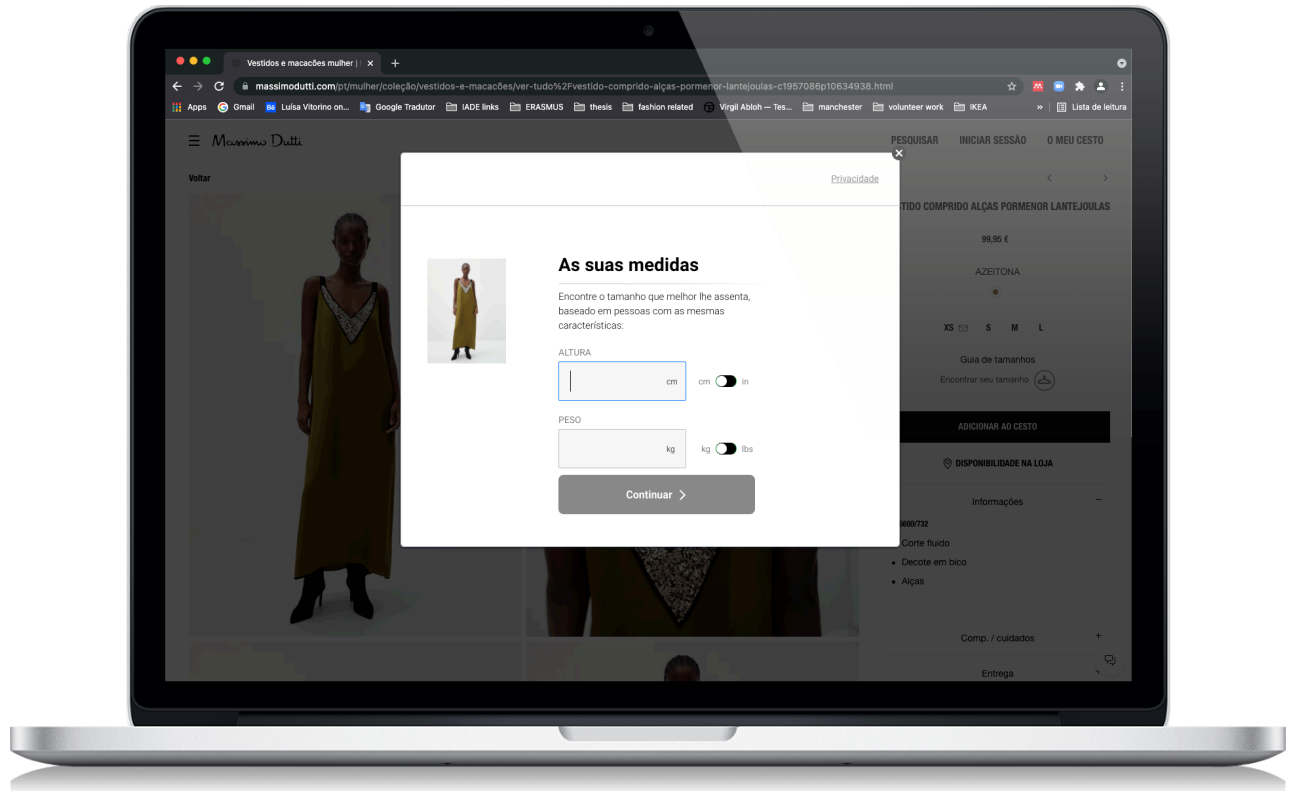 Vestidos e macacões mulher |
massimodutti.com/pt/mulher/coleção/vestidos-e-macacões/ver-tudo%2Fvestido-comprido-alças-pormenor-lantejoulas-c1957086p10634938.html
Apps Gmail Luísa Vitorino on... Google Tradutor IADE links ERASMUS thesis fashion related Virgil Abloh — Tes... manchester volunteer work IKEA » Lista de leitura
Massimo Dutti
PESQUISAR INICIAR SESSÃO O MEU CESTO
Voltar
Privacidade
As suas medidas
Encontre o tamanho que melhor lhe assenta,
baseado em pessoas com as mesmas
características:
ALTURA
cm cm in
PESO
kg kg lbs
Continuar
TIDO COMPRIDO ALÇAS PORMENOR LANTEJOULAS
99,95 €
AZEITONA
XS S M L
Guia de tamanhos
Encontrar seu tamanho
ADICIONAR AO CESTO
DISPONIBILIDADE NA LOJA
Informações −
6600/732
Corte fluido
• Decote em bico
• Alças
Comp. / cuidados +
Entrega